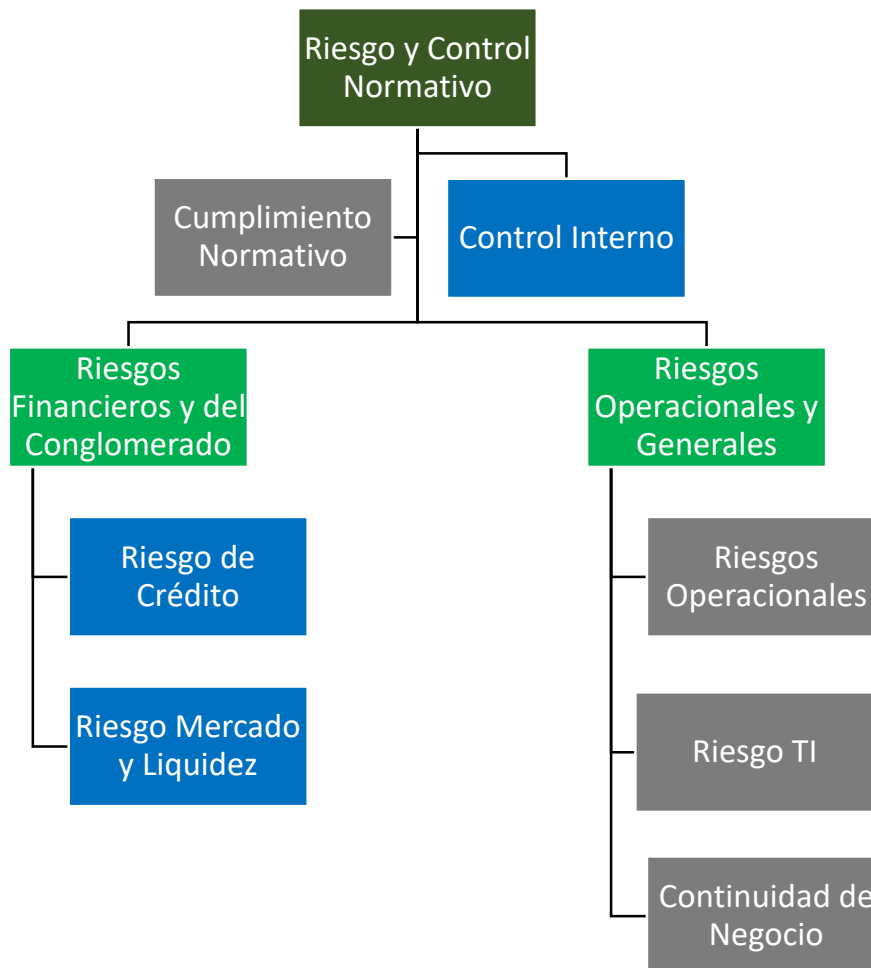 Riesgo y Control
Normativo
Cumplimiento
Normativo
Control Interno
Riesgos
Financieros y del
Conglomerado
Riesgos
Operacionales y
Generales
Riesgo de
Crédito
Riesgos
Operacionales
Riesgo Mercado
y Liquidez
Riesgo TI
Continuidad de
Negocio